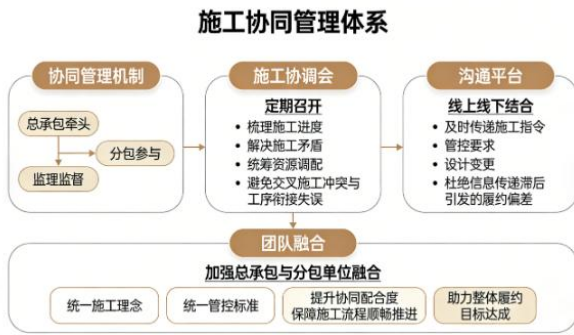 施工协同管理体系
协同管理机制
总承包牵头
分包参与
监理监督
施工协调会
定期召开
• 梳理施工进度
• 解决施工矛盾
• 统筹资源调配
• 避免交叉施工冲突与
工序衔接失误
沟通平台
线上线下结合
• 及时传递施工指令
• 管控要求
• 设计变更
• 杜绝信息传递滞后
引发的履约偏差
团队融合
加强总承包与分包单位融合
统一施工理念
统一管控标准
提升协同配合度
保障施工流程顺畅推进
助力整体履约
目标达成